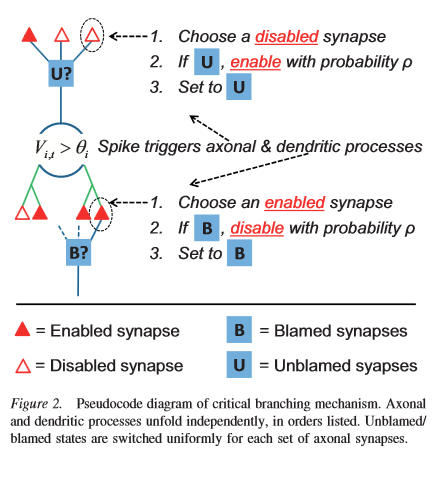 1. Choose a disabled synapse
U?
2. If U , enable with probability ρ
3. Set to U
V i,t > θ i Spike triggers axonal & dendritic processes
1. Choose an enabled synapse
2. If B , disable with probability ρ
B?
3. Set to B
= Enabled synapse B = Blamed synapses
= Disabled synapse U = Unblamed syapses
Figure 2. Pseudocode diagram of critical branching mechanism. Axonal
and dendritic processes unfold independently, in orders listed. Unblamed/
blamed states are switched uniformly for each set of axonal synapses.